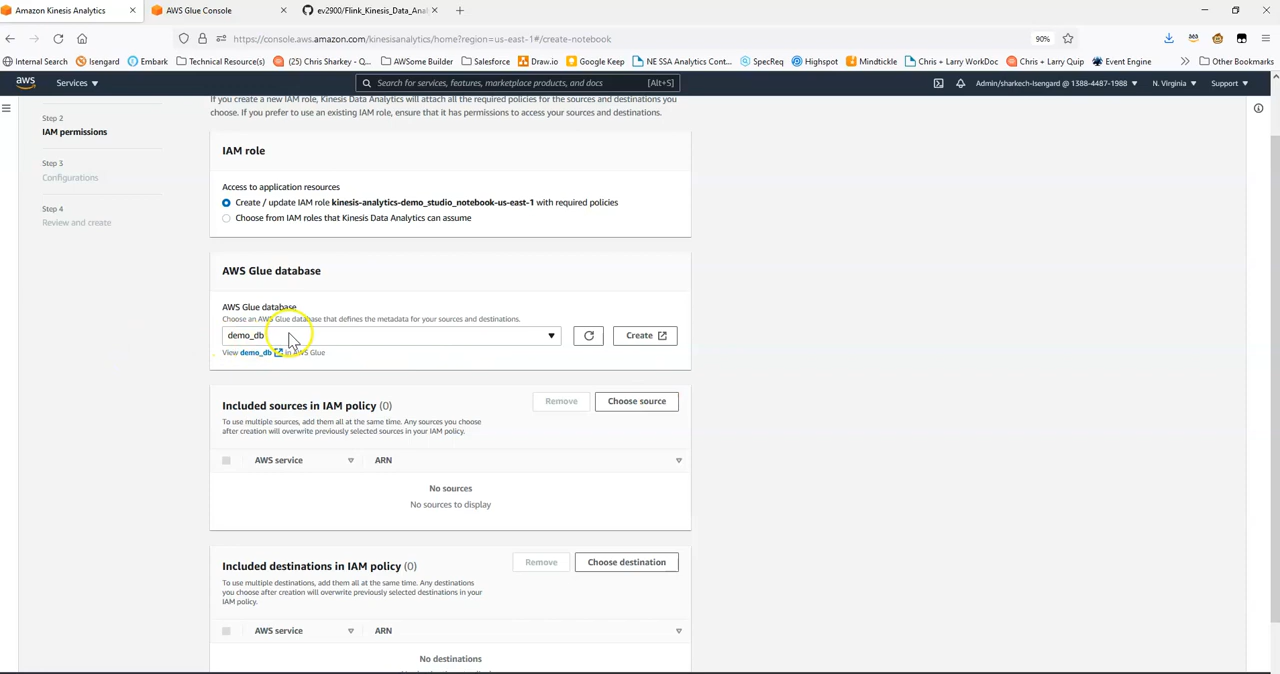 Amazon Kinesis Analytics
AWS Glue Console
ev2900/Flink_Kinesis_Data_Anal
https://console.aws.amazon.com/kinesisanalytics/home?region=us-east-1#/create-notebook
90%
Internal Search
Isengard
Embark
Technical Resource(s)
(25) Chris Sharkey - Q...
AWSome Builder
Salesforce
Draw.io
Google Keep
NE SSA Analytics Cont...
SpecReq
Highspot
Mindtickle
Chris + Larry WorkDoc
Chris + Larry Quip
Event Engine
Other Bookmarks
aws
Services
Search for services, features, marketplace products, and docs
[Alt+S]
Admin/sharkech-Isengard @ 1388-4487-1988
N. Virginia
Support
If you create a new IAM role, Kinesis Data Analytics will attach all the required policies for the sources and destinations you
choose. If you prefer to use an existing IAM role, ensure that it has permissions to access your sources and destinations.
Step 2
IAM permissions
Step 3
Configurations
Step 4
Review and create
IAM role
Access to application resources
Create / update IAM role kinesis-analytics-demo_studio_notebook-us-east-1 with required policies
Choose from IAM roles that Kinesis Data Analytics can assume
AWS Glue database
AWS Glue database
Choose an AWS Glue database that defines the metadata for your sources and destinations.
demo_db
Create
View demo_db in AWS Glue
Included sources in IAM policy (0)
Remove
Choose source
To use multiple sources, add them all at the same time. Any sources you
choose after creation will overwrite previously selected sources in your
IAM policy.
AWS service
ARN
No sources
No sources to display
Included destinations in IAM policy (0)
Remove
Choose destination
To use multiple destinations, add them all at the same time. Any destinations
you choose after creation will overwrite previously selected destinations in your
IAM policy.
AWS service
ARN
No destinations